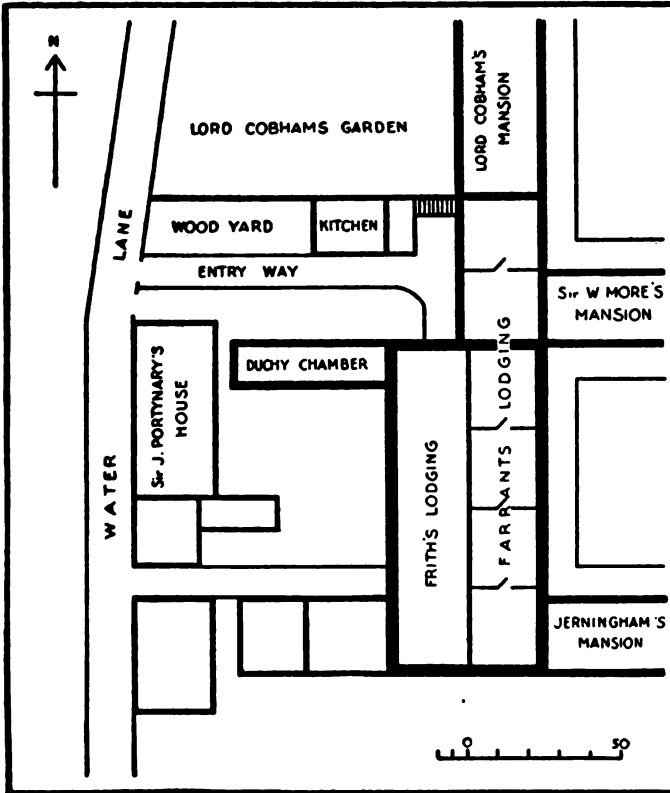 N
LORD COBHAMS GARDEN
LORD COBHAM'S
MANSION
WOOD YARD
KITCHEN
ENTRY WAY
Sir W MORE'S
MANSION
DUCHY CHAMBER
Sir J. PORTYNARY'S
HOUSE
WATER LANE
FRITH'S LODGING
FARRANTS LODGING
JERNINGHAM'S
MANSION
0 50